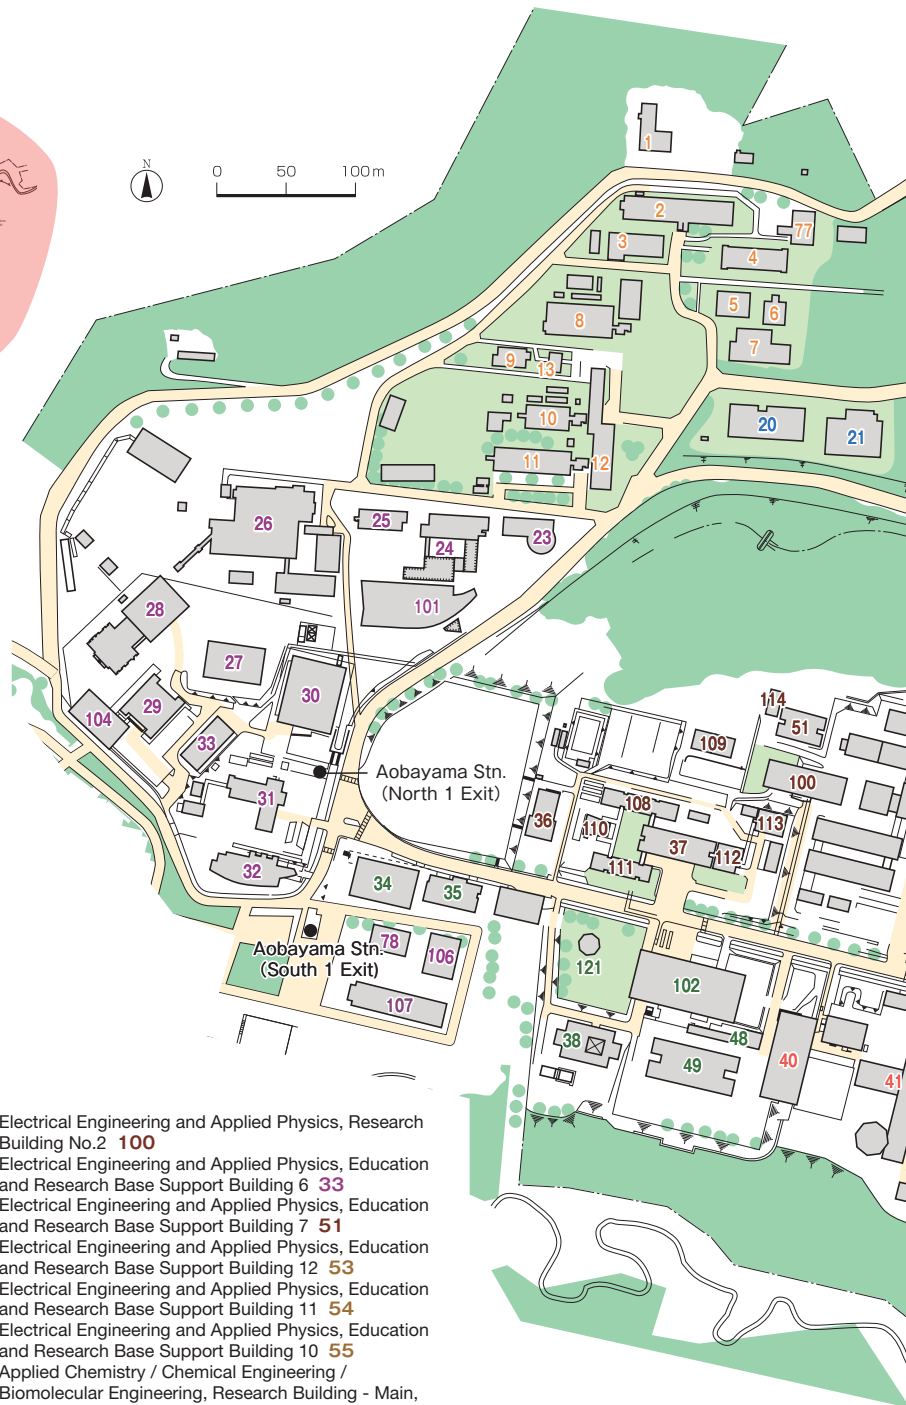 N
0 50 100m
1
2
77
3
4
5
6
8
7
9
13
10
20
21
11
12
26
25
23
24
28
101
27
30
29
104
114
51
33
109
Aobayama Stn.
(North 1 Exit)
100
31
108
36
110
113
37
112
111
32
34
35
78
Aobayama Stn.
(South 1 Exit)
106
121
102
107
38
48
49
40
41
Electrical Engineering and Applied Physics, Research
Building No.2 100
Electrical Engineering and Applied Physics, Education
and Research Base Support Building 6 33
Electrical Engineering and Applied Physics, Education
and Research Base Support Building 7 51
Electrical Engineering and Applied Physics, Education
and Research Base Support Building 12 53
Electrical Engineering and Applied Physics, Education
and Research Base Support Building 11 54
Electrical Engineering and Applied Physics, Education
and Research Base Support Building 10 55
Applied Chemistry / Chemical Engineering /
Biomolecular Engineering, Research Building - Main,